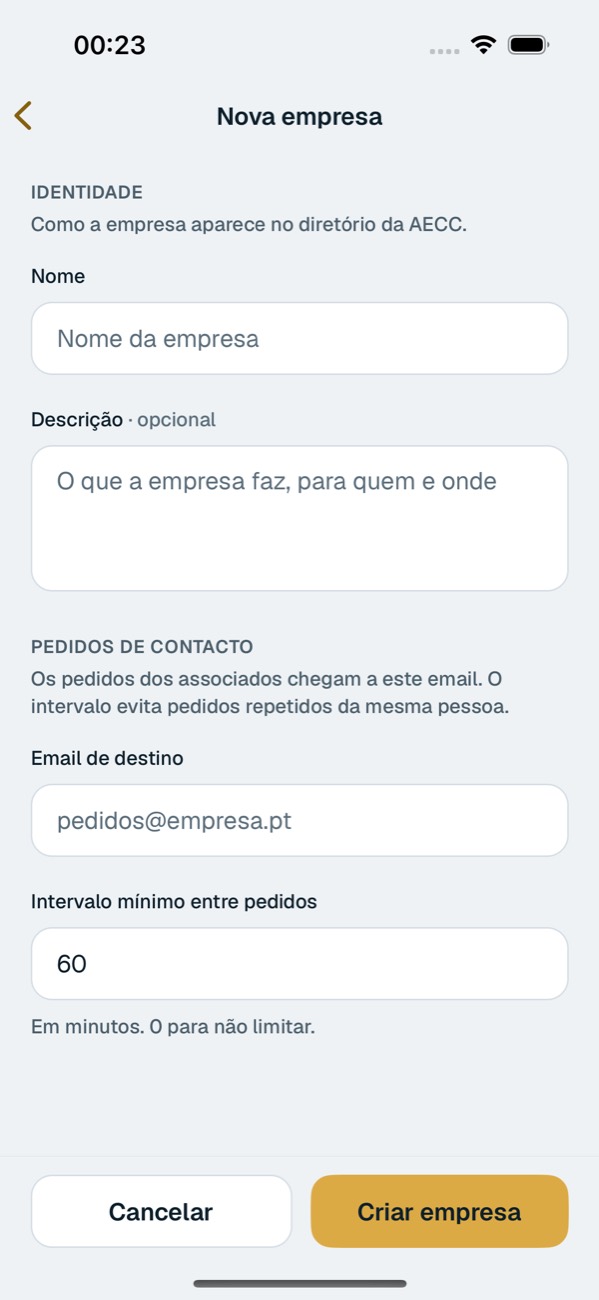 00:23
Nova empresa
IDENTIDADE
Como a empresa aparece no diretório da AECC.
Nome
Nome da empresa
Descrição · opcional
O que a empresa faz, para quem e onde
PEDIDOS DE CONTACTO
Os pedidos dos associados chegam a este email. O
intervalo evita pedidos repetidos da mesma pessoa.
Email de destino
pedidos@empresa.pt
Intervalo mínimo entre pedidos
60
Em minutos. 0 para não limitar.
Cancelar
Criar empresa